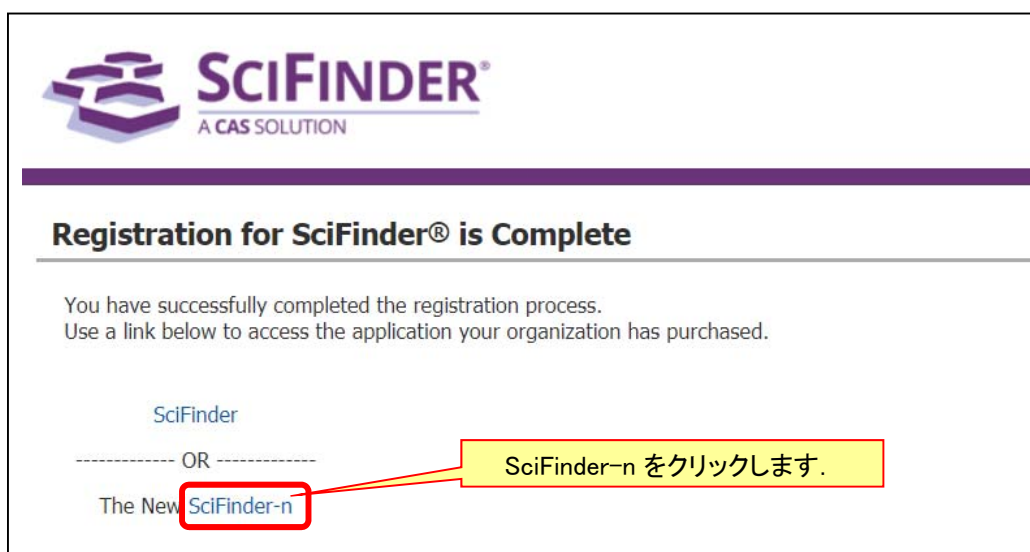 SCIFINDER®
A CAS SOLUTION
Registration for SciFinder® is Complete
You have successfully completed the registration process.
Use a link below to access the application your organization has purchased.
SciFinder
------------- OR -------------
The New SciFinder-n
SciFinder-n をクリックします.